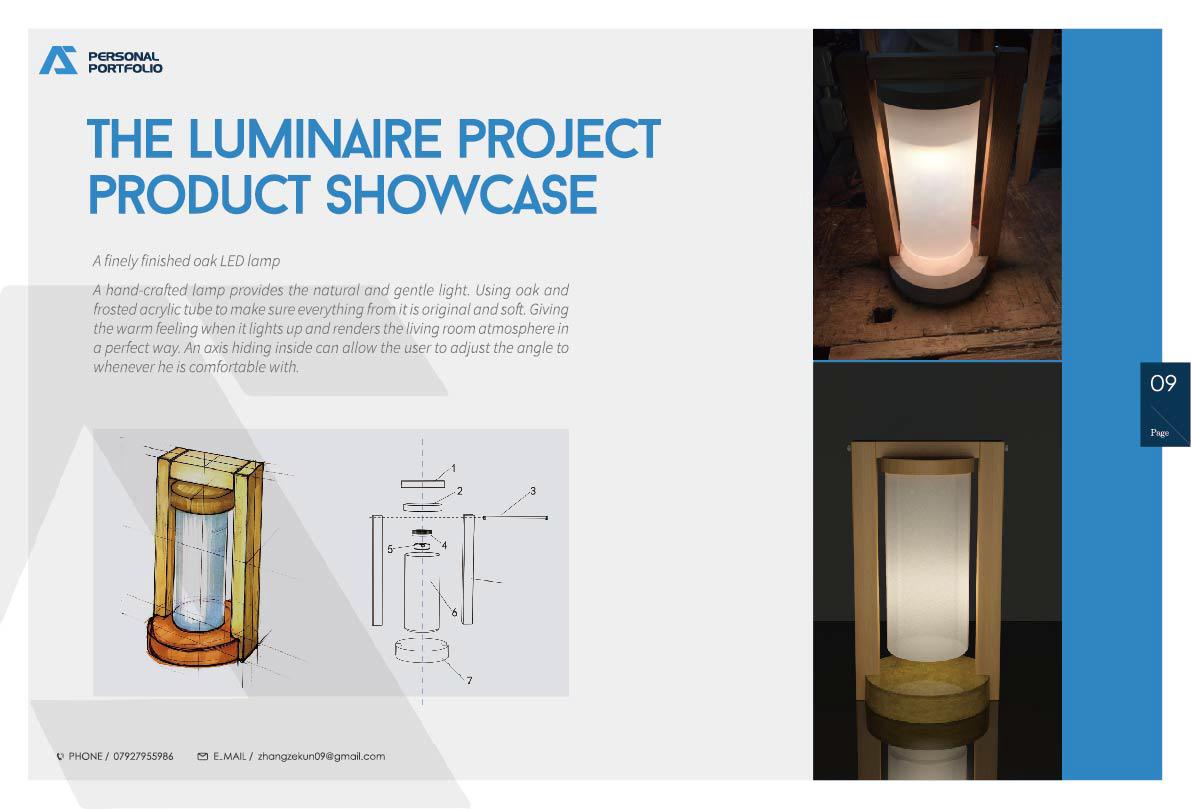 PERSONAL
PORTFOLIO
THE LUMINAIRE PROJECT
PRODUCT SHOWCASE
A finely finished oak LED lamp
A hand-crafted lamp provides the natural and gentle light. Using oak and
frosted acrylic tube to make sure everything from it is original and soft. Giving
the warm feeling when it lights up and renders the living room atmosphere in
a perfect way. An axis hiding inside can allow the user to adjust the angle to
whenever he is comfortable with.
1
2
3
4
5
6
7
09
Page
PHONE / 07927955986 E_MAIL / zhangzekun09@gmail.com